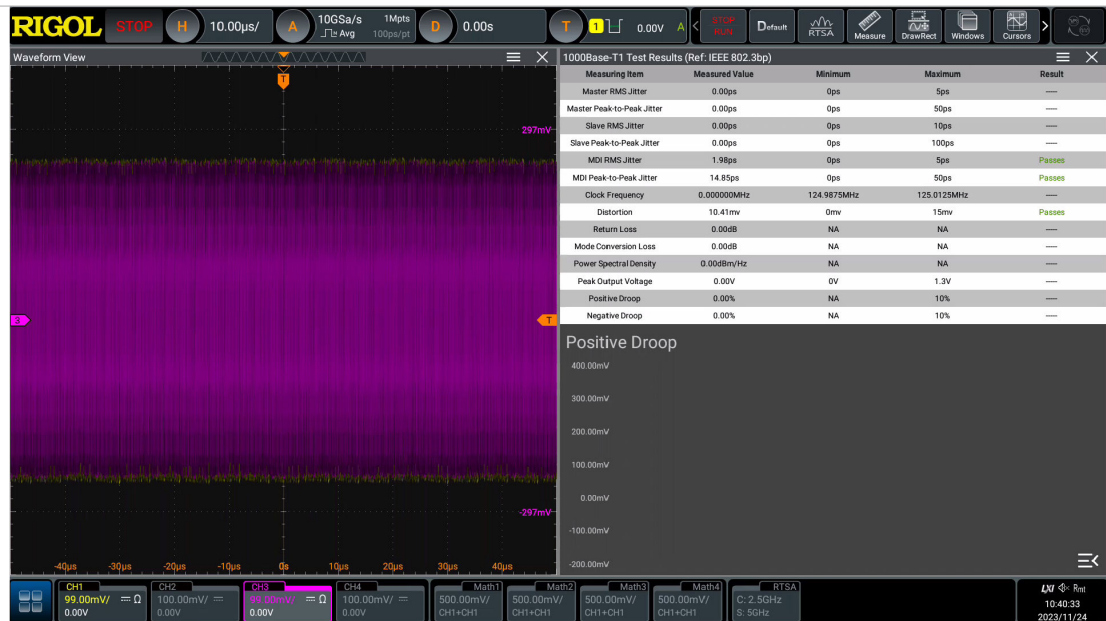 RIGOL STOP H 10.00µs/ A 10GSa/s 1Mpts Avg 100ps/pt D 0.00s T 1 0.00V A < STOP RUN Default RTSA Measure DrawRect Windows Cursors >
Waveform View
T
297mV
3
T
-297mV
-40µs -30µs -20µs -10µs 0s 10µs 20µs 30µs 40µs
1000Base-T1 Test Results (Ref: IEEE 802.3bp)
Measuring Item Measured Value Minimum Maximum Result
Master RMS Jitter 0.00ps 0ps 5ps ----
Master Peak-to-Peak Jitter 0.00ps 0ps 50ps ----
Slave RMS Jitter 0.00ps 0ps 10ps ----
Slave Peak-to-Peak Jitter 0.00ps 0ps 100ps ----
MDI RMS Jitter 1.98ps 0ps 5ps Passes
MDI Peak-to-Peak Jitter 14.85ps 0ps 50ps Passes
Clock Frequency 0.000000MHz 124.9875MHz 125.0125MHz ----
Distortion 10.41mv 0mv 15mv Passes
Return Loss 0.00dB NA NA ----
Mode Conversion Loss 0.00dB NA NA ----
Power Spectral Density 0.00dBm/Hz NA NA ----
Peak Output Voltage 0.00V 0V 1.3V ----
Positive Droop 0.00% NA 10% ----
Negative Droop 0.00% NA 10% ----
Positive Droop
400.00mV
300.00mV
200.00mV
100.00mV
0.00mV
-100.00mV
-200.00mV
CH1 CH2 CH3 CH4 Math1 Math2 Math3 Math4 RTSA
99.00mV/ Ω 100.00mV/ 99.00mV/ Ω 100.00mV/ 500.00mV/ 500.00mV/ 500.00mV/ 500.00mV/ C: 2.5GHz
0.00V 0.00V 0.00V 0.00V CH1+CH1 CH1+CH1 CH1+CH1 CH1+CH1 S: 5GHz
LXI Rmt
10:40:33
2023/11/24